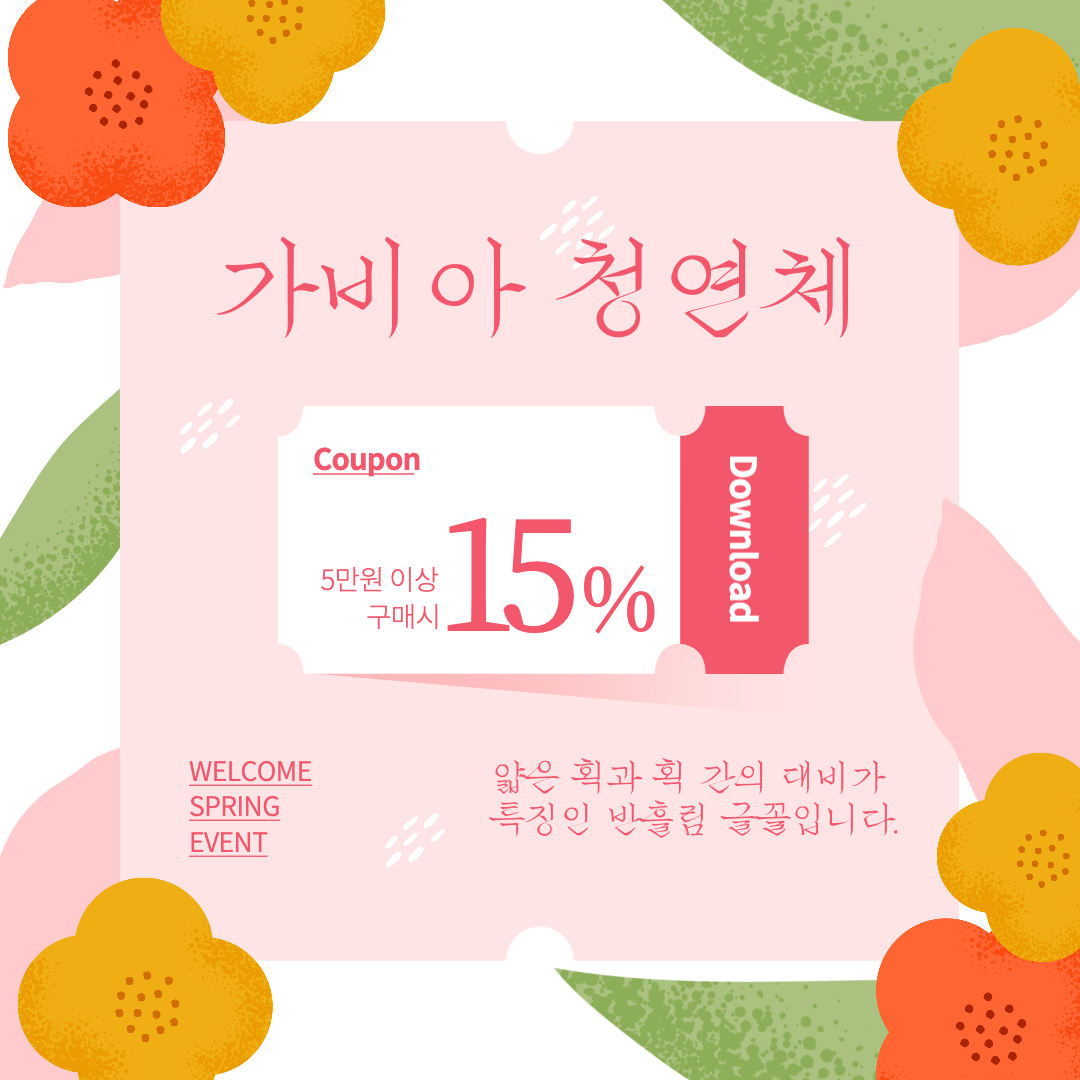 가비아 청연체
Coupon
5만원 이상
구매시
15%
Download
WELCOME
SPRING
EVENT
얇은 획과 획 간의 대비가
특징인 반흘림 글꼴입니다.